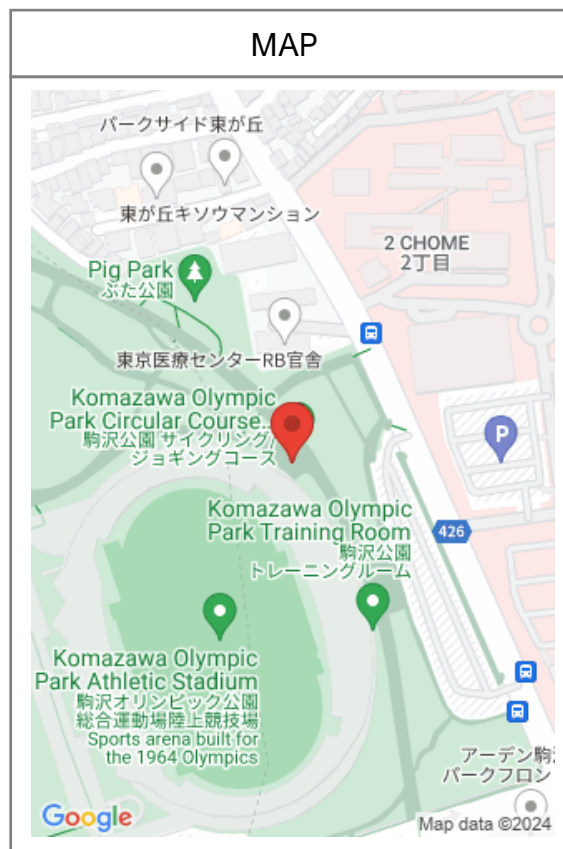 MAP
パークサイド東が丘
東が丘キソウマンション
2 CHOME
2丁目
Pig Park
ぶた公園
東京医療センターRB官舎
Komazawa Olympic
Park Circular Course..
駒沢公園 サイクリング/
ジョギングコース
P
Komazawa Olympic
Park Training Room
駒沢公園
トレーニングルーム
426
Komazawa Olympic
Park Athletic Stadium
駒沢オリンピック公園
総合運動場陸上競技場
Sports arena built for
the 1964 Olympics
アーデン駒沢
パークフロン
Google
Map data ©2024